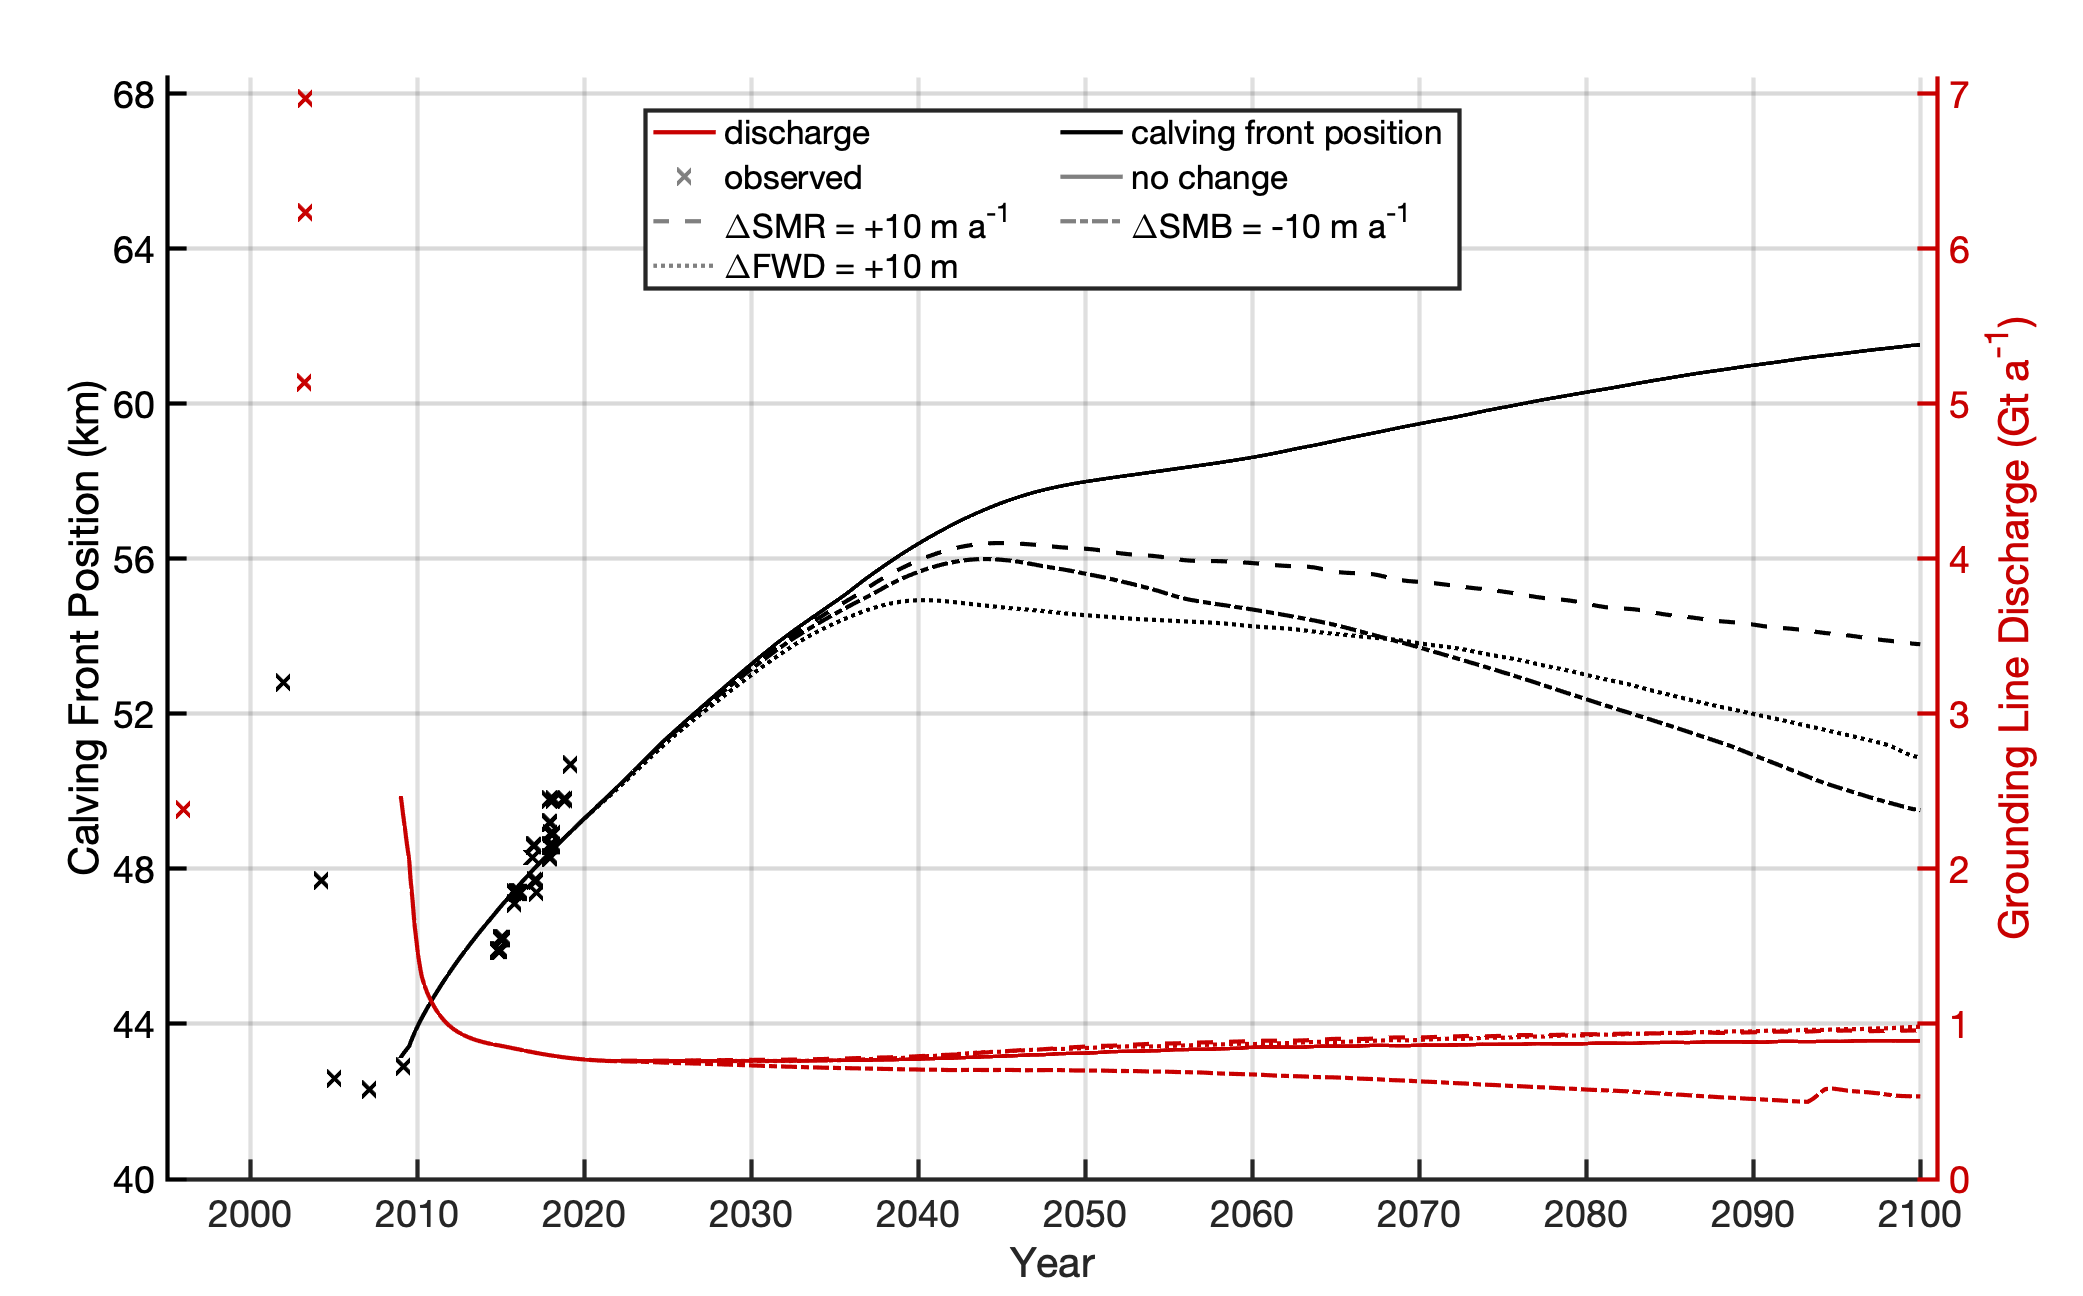 68
64
60
56
52
48
44
40
Calving Front Position (km)
discharge
calving front position
observed
no change
ΔSMR = +10 m a⁻¹
ΔSMB = -10 m a⁻¹
ΔFWD = +10 m
7
6
5
4
3
2
1
0
Grounding Line Discharge (Gt a⁻¹)
2000 2010 2020 2030 2040 2050 2060 2070 2080 2090 2100
Year